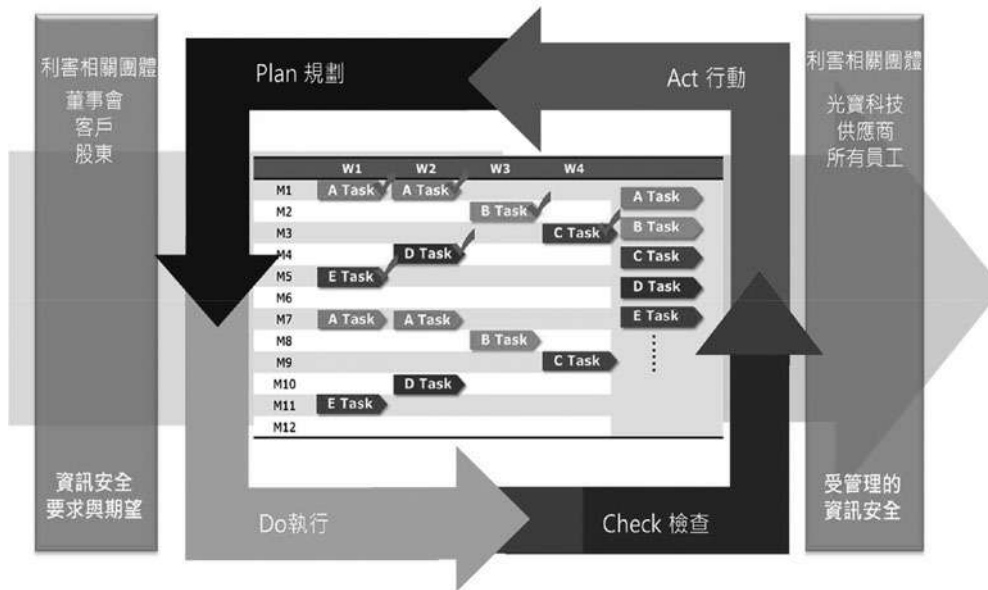 利害相關團體
董事會
客戶
股東
資訊安全
要求與期望
Plan 規劃
Act 行動
W1 W2 W3 W4
M1 A Task A Task
M2 B Task
M3 C Task
M4 D Task
M5 E Task
M6
M7 A Task A Task
M8 B Task
M9 C Task
M10 D Task
M11 E Task
M12
A Task
B Task
C Task
D Task
E Task
Do執行
Check 檢查
利害相關團體
光寶科技
供應商
所有員工
受管理的
資訊安全